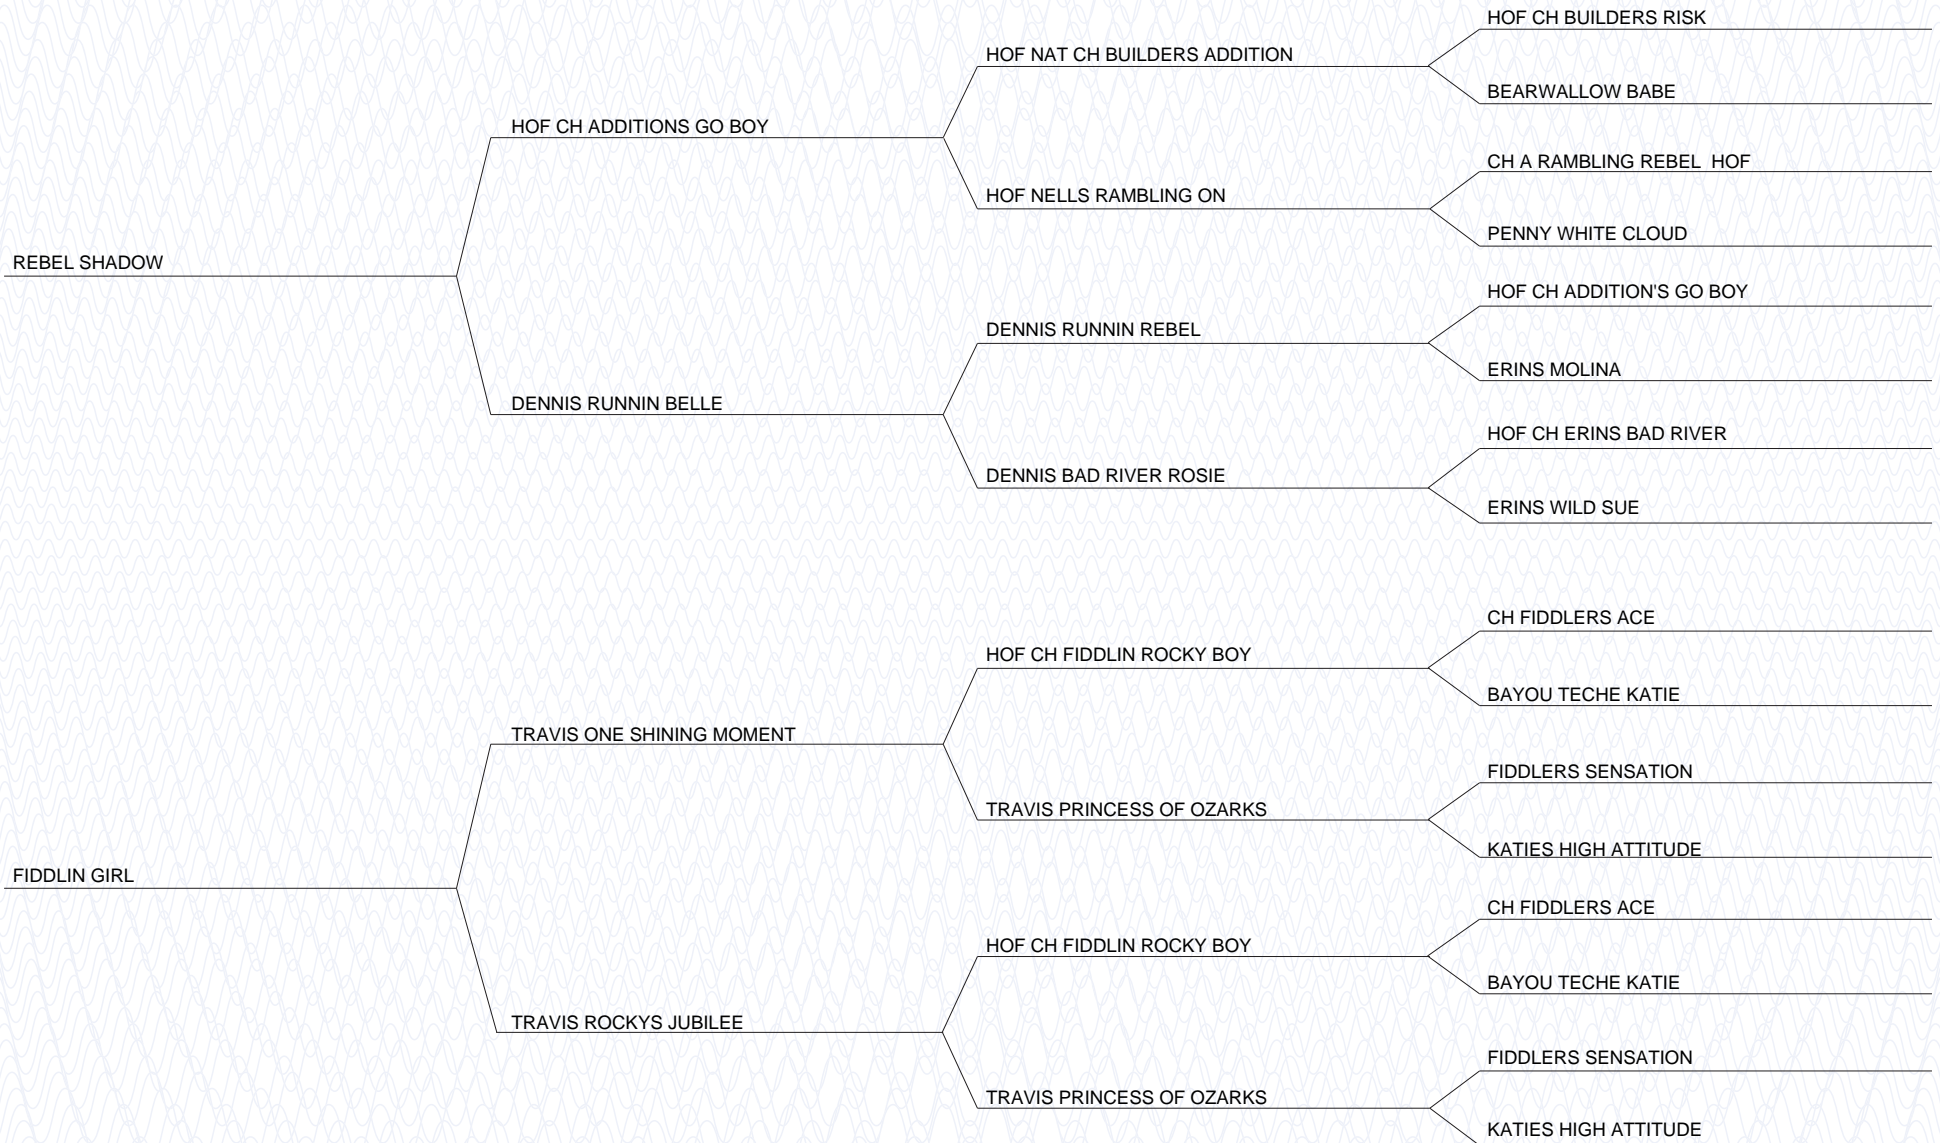 HOF CH BUILDERS RISK
HOF NAT CH BUILDERS ADDITION
BEARWALLOW BABE
HOF CH ADDITIONS GO BOY
CH A RAMBLING REBEL  HOF
HOF NELLS RAMBLING ON
PENNY WHITE CLOUD
REBEL SHADOW
HOF CH ADDITION'S GO BOY
DENNIS RUNNIN REBEL
ERINS MOLINA
DENNIS RUNNIN BELLE
HOF CH ERINS BAD RIVER
DENNIS BAD RIVER ROSIE
ERINS WILD SUE
CH FIDDLERS ACE
HOF CH FIDDLIN ROCKY BOY
BAYOU TECHE KATIE
TRAVIS ONE SHINING MOMENT
FIDDLERS SENSATION
TRAVIS PRINCESS OF OZARKS
KATIES HIGH ATTITUDE
FIDDLIN GIRL
CH FIDDLERS ACE
HOF CH FIDDLIN ROCKY BOY
BAYOU TECHE KATIE
TRAVIS ROCKYS JUBILEE
FIDDLERS SENSATION
TRAVIS PRINCESS OF OZARKS
KATIES HIGH ATTITUDE